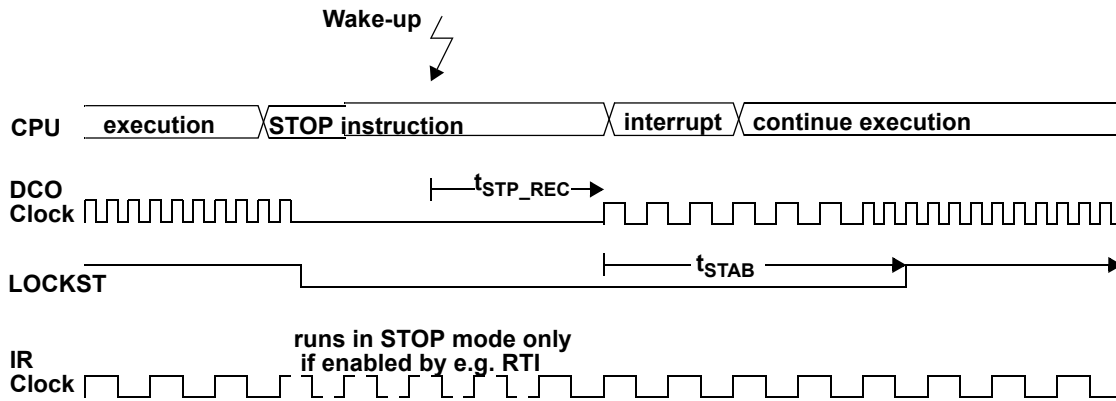 Wake-up
CPU
execution
STOP instruction
interrupt
continue execution
DCO
Clock
tSTP_REC
LOCKST
tSTAB
runs in STOP mode only
if enabled by e.g. RTI
IR
Clock